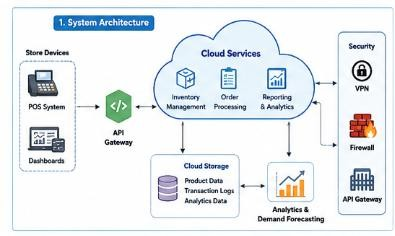 1. System Architecture
Store Devices
POS System
Dashboards
API
Gateway
Cloud Services
Inventory
Management
Order
Processing
Reporting
& Analytics
Cloud Storage
Product Data
Transaction Logs
Analytics Data
Analytics &
Demand Forecasting
Security
VPN
Firewall
API Gateway